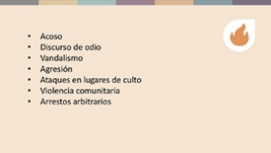 • Acoso
• Discurso de odio
• Vandalismo
• Agresión
• Ataques en lugares de culto
• Violencia comunitaria
• Arrestos arbitrarios